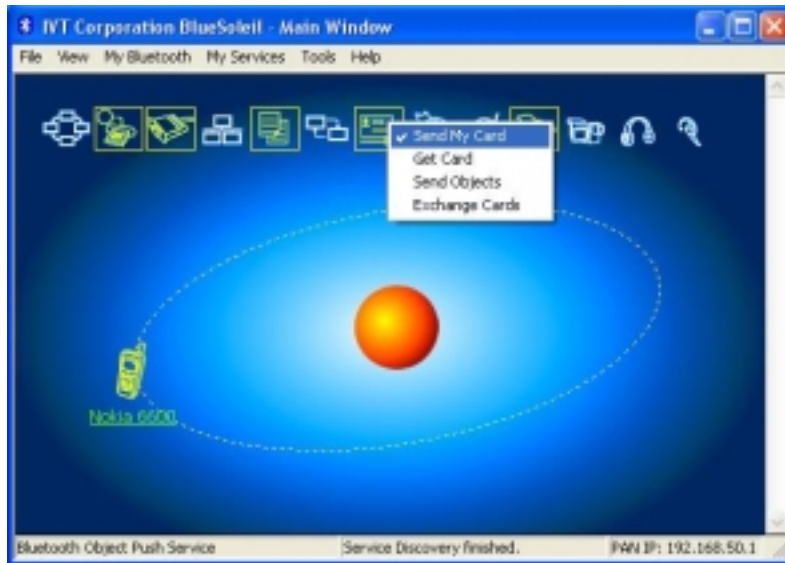 IVT Corporation BlueSoleil - Main Window
File View My Bluetooth My Services Tools Help
Send My Card
Get Card
Send Objects
Exchange Cards
Nokia 6600
Bluetooth Object Push Service Service Discovery finished. PAN IP: 192.168.50.1